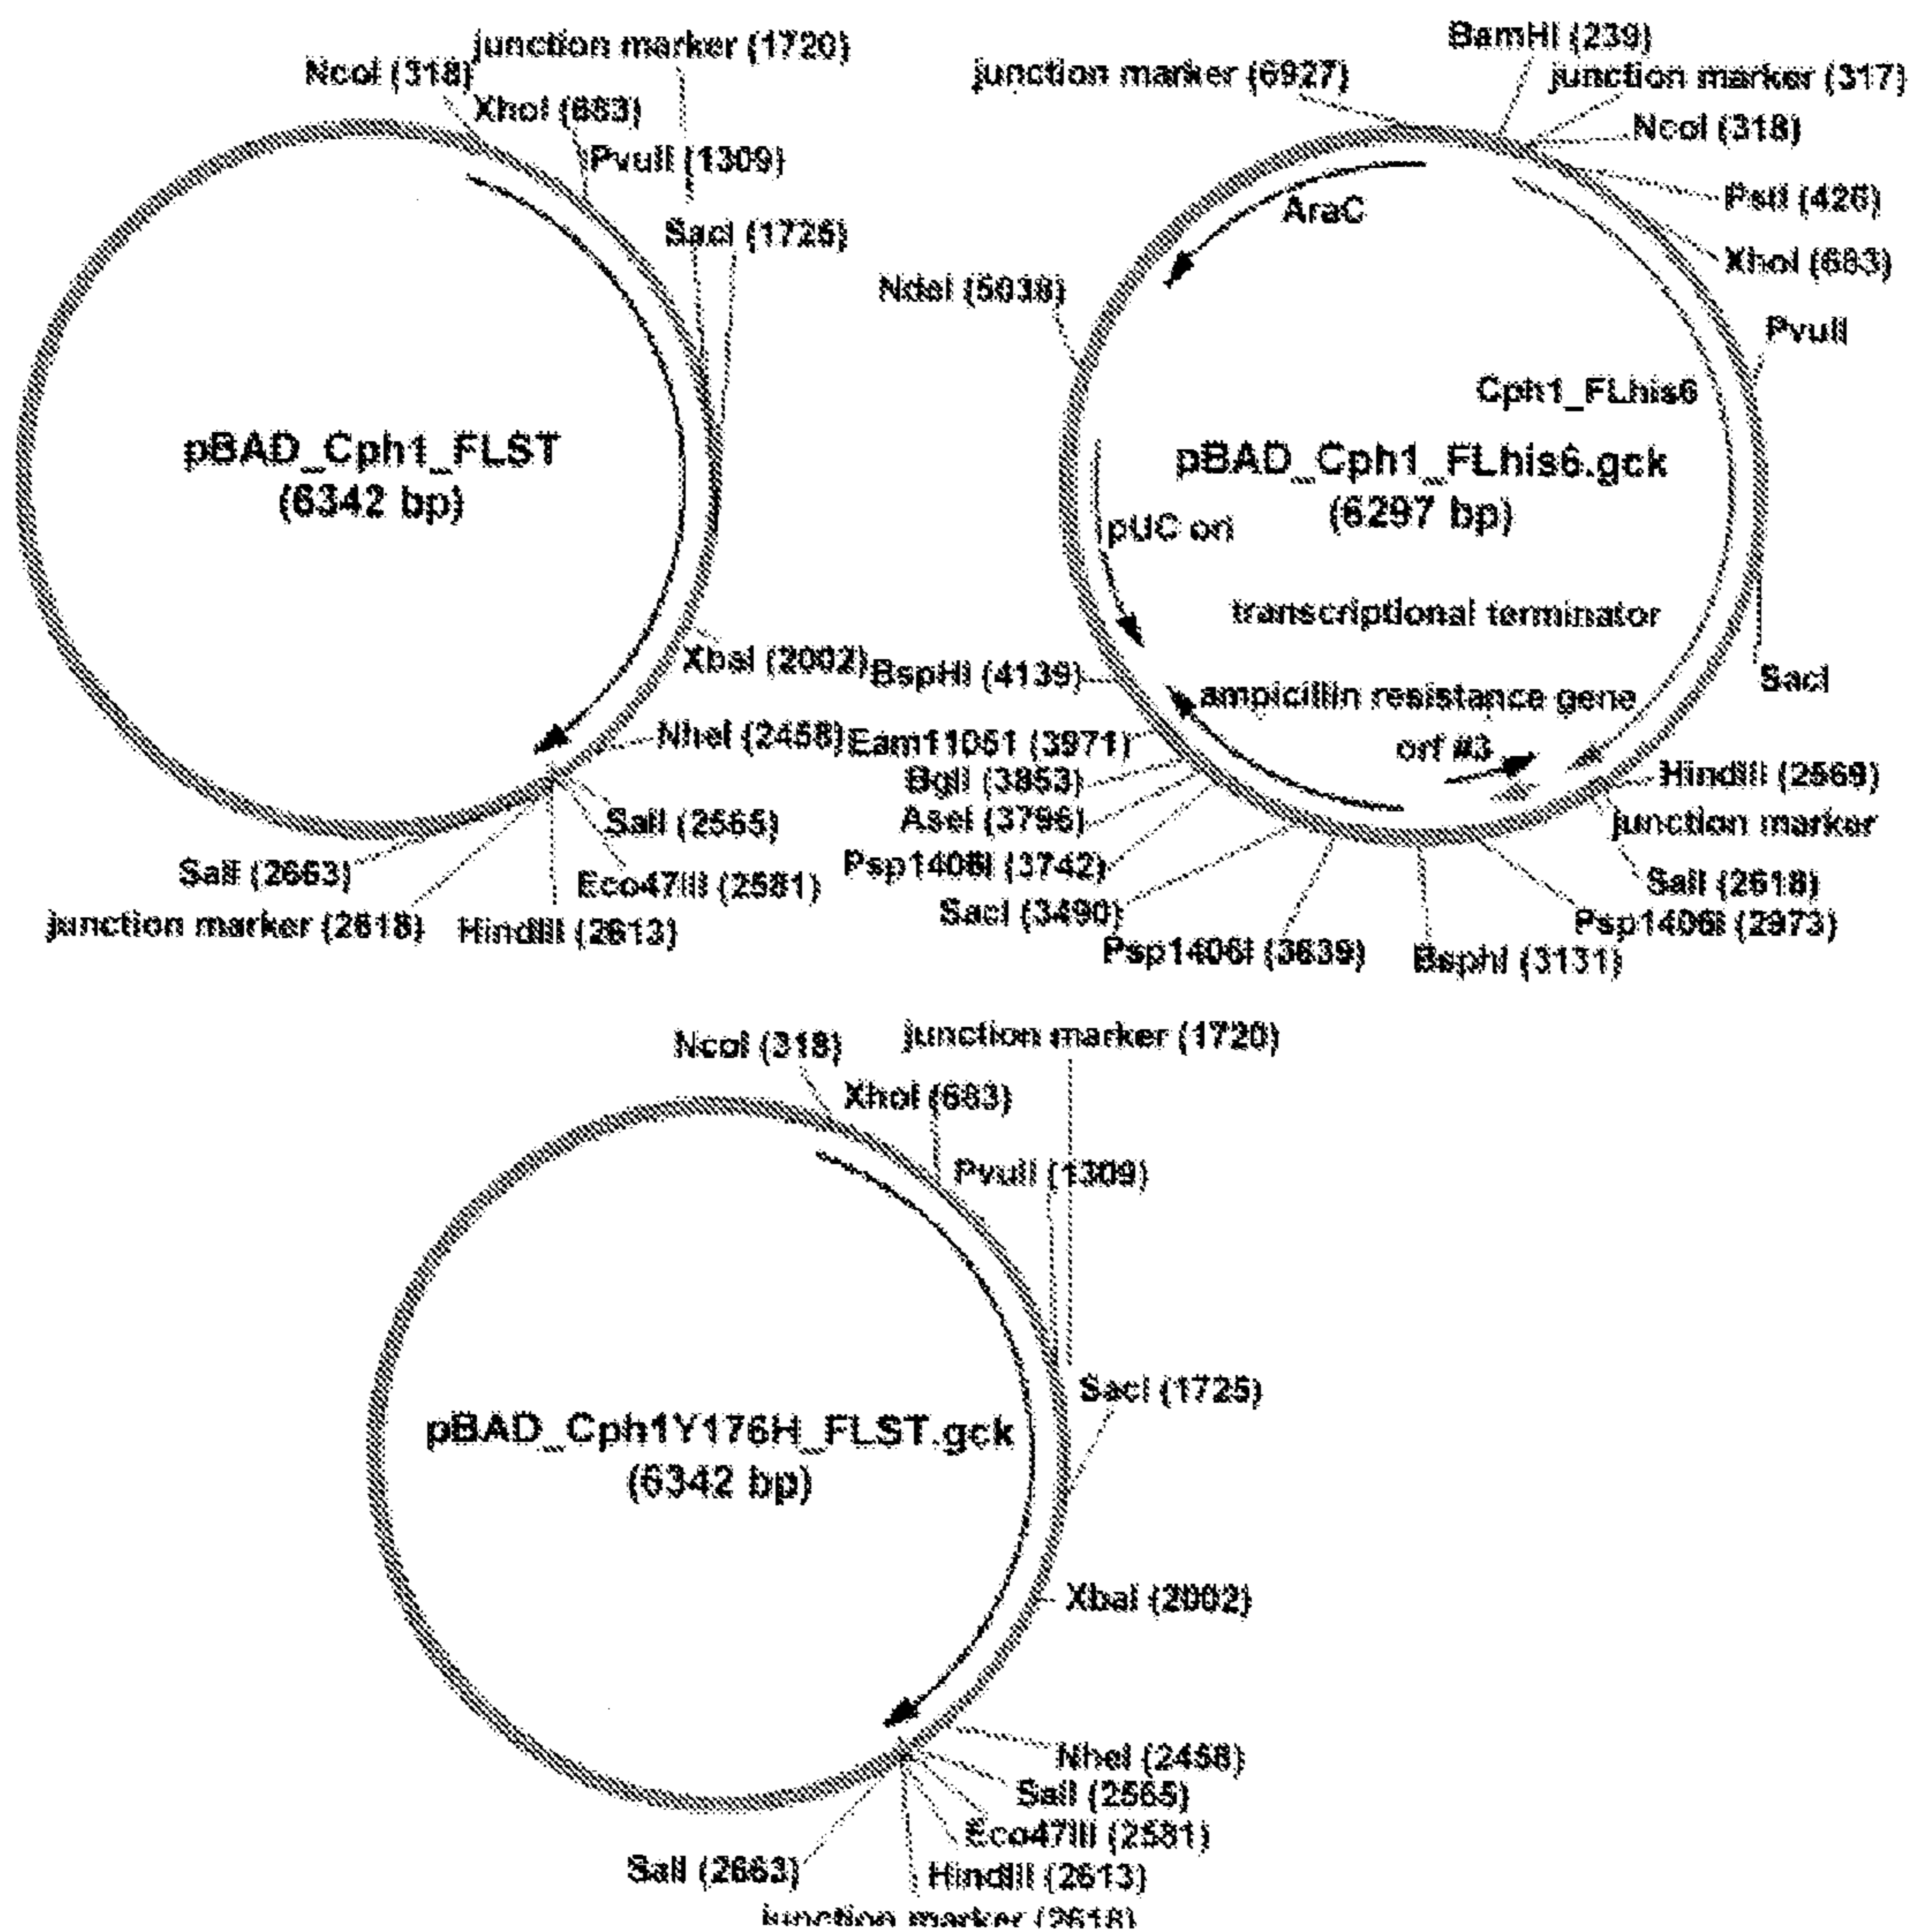 junction marker (1720)
NcoI (318)
XhoI (683)
PvuII (1309)
SacI (1725)
pBAD_Cph1_FLST
(6342 bp)
XbaI (2002)
NheI (2458)
SalI (2565)
Eco47III (2581)
HindIII (2613)
junction marker (2618)
SalI (2663)
BamHI (239)
junction marker (6927)
junction marker (317)
NcoI (318)
PstI (426)
XhoI (683)
PvuII
AraC
NdeI (5038)
Cph1_FLhis6
pBAD_Cph1_FLhis6.gck
(6297 bp)
pUC ori
transcriptional terminator
SacI
BspHI (4139)
ampicillin resistance gene
orf #3
Eam11051 (3971)
BglI (3853)
AseI (3796)
Psp1406I (3742)
SacI (3490)
Psp1406I (3639)
BsphI (3131)
Psp1406I (2973)
SalI (2618)
junction marker
HindIII (2569)
NcoI (318)
junction marker (1720)
XhoI (683)
PvuII (1309)
SacI (1725)
pBAD_Cph1Y176H_FLST.gck
(6342 bp)
XbaI (2002)
NheI (2458)
SalI (2565)
Eco47III (2581)
SalI (2663)
HindIII (2613)
junction marker (2618)